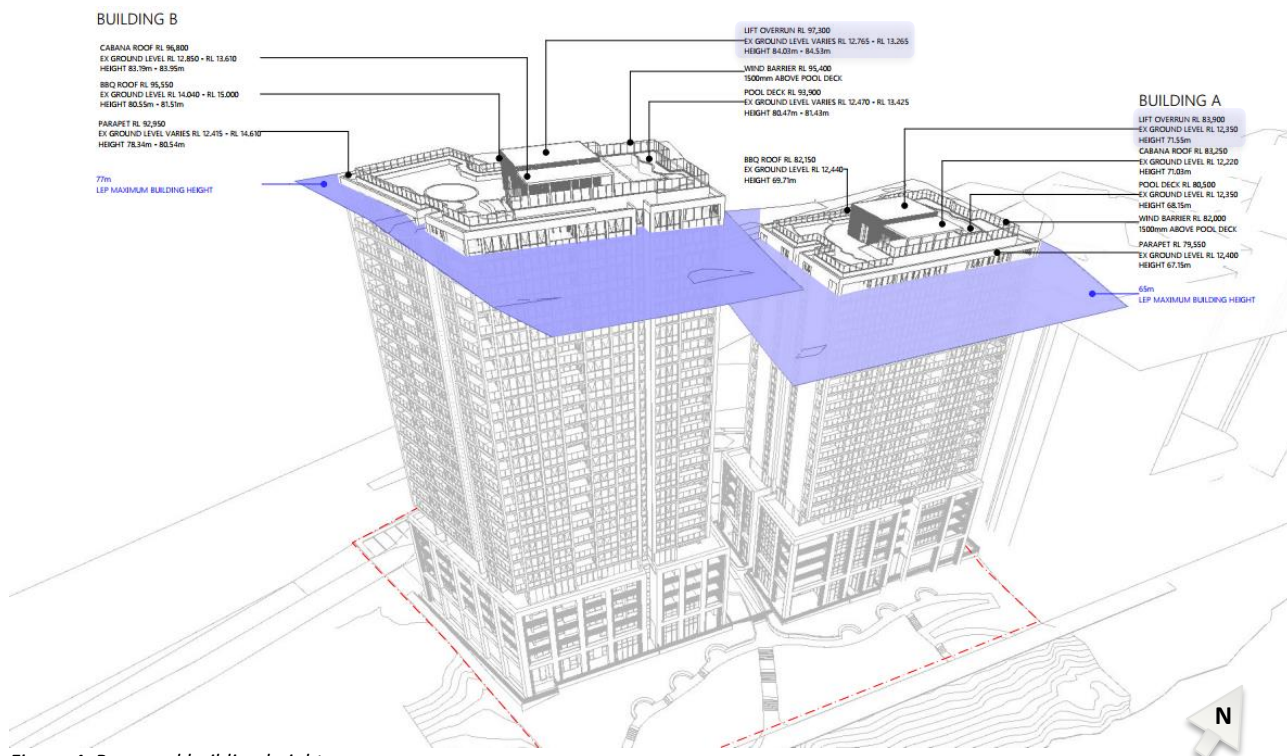 BUILDING B
CABANA ROOF RL 96,800
EX GROUND LEVEL RL 12.850 - RL 13.610
HEIGHT 83.19m - 83.95m
BBQ ROOF RL 95,550
EX GROUND LEVEL RL 14.040 - RL 15.000
HEIGHT 80.55m - 81.51m
PARAPET RL 92,950
EX GROUND LEVEL VARIES RL 12.415 - RL 14.610
HEIGHT 78.34m - 80.54m
77m
LEP MAXIMUM BUILDING HEIGHT
LIFT OVERRUN RL 97,300
EX GROUND LEVEL VARIES RL 12.765 - RL 13.265
HEIGHT 84.03m - 84.53m
WIND BARRIER RL 95,400
1500mm ABOVE POOL DECK
POOL DECK RL 93,900
EX GROUND LEVEL VARIES RL 12.470 - RL 13.425
HEIGHT 80.47m - 81.43m
BBQ ROOF RL 82,150
EX GROUND LEVEL RL 12,440
HEIGHT 69.71m
BUILDING A
LIFT OVERRUN RL 83,900
EX GROUND LEVEL RL 12,350
HEIGHT 71.55m
CABANA ROOF RL 83,250
EX GROUND LEVEL RL 12,220
HEIGHT 71.03m
POOL DECK RL 80,500
EX GROUND LEVEL RL 12,350
HEIGHT 68.15m
WIND BARRIER RL 82,000
1500mm ABOVE POOL DECK
PARAPET RL 79,550
EX GROUND LEVEL RL 12,400
HEIGHT 67.15m
65m
LEP MAXIMUM BUILDING HEIGHT
N